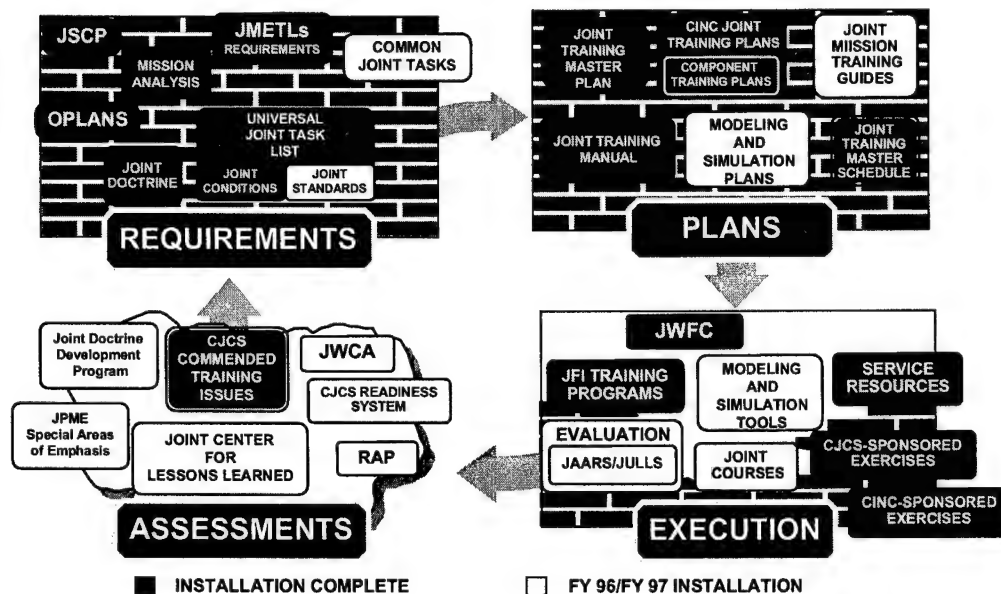 JSCP
JMETLs
REQUIREMENTS
COMMON
JOINT TASKS
MISSION
ANALYSIS
OPLANS
UNIVERSAL
JOINT TASK
LIST
JOINT
DOCTRINE
JOINT
CONDITIONS
JOINT
STANDARDS
REQUIREMENTS
JOINT
TRAINING
MASTER
PLAN
CINC JOINT
TRAINING PLANS
COMPONENT
TRAINING PLANS
JOINT
MIISSION
TRAINING
GUIDES
JOINT TRAINING
MANUAL
MODELING
AND
SIMULATION
PLANS
JOINT
TRAINING
MASTER
SCHEDULE
PLANS
Joint Doctrine
Development
Program
CJCS
COMMENDED
TRAINING
ISSUES
JWCA
CJCS READINESS
SYSTEM
JPME
Special Areas
of Emphasis
JOINT CENTER
FOR
LESSONS LEARNED
RAP
ASSESSMENTS
JWFC
JFI TRAINING
PROGRAMS
MODELING
AND
SIMULATION
TOOLS
SERVICE
RESOURCES
EVALUATION
JAARS/JULLS
JOINT
COURSES
CJCS-SPONSORED
EXERCISES
CINC-SPONSORED
EXERCISES
EXECUTION
INSTALLATION COMPLETE
FY 96/FY 97 INSTALLATION